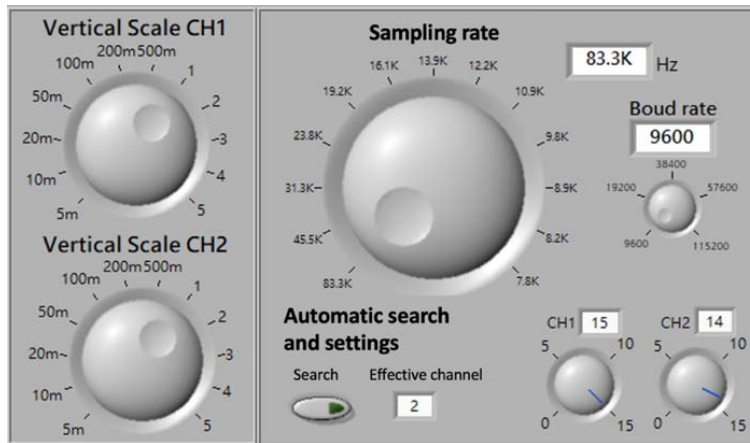 Vertical Scale CH1
200m 500m
100m 1
50m 2
20m 3
10m 4
5m 5
Vertical Scale CH2
200m 500m
100m 1
50m 2
20m 3
10m 4
5m 5
Sampling rate
13.9K
16.1K 12.2K
19.2K 10.9K
23.8K 9.8K
31.3K 8.9K
45.5K 8.2K
83.3K 7.8K
83.3K Hz
Boud rate
9600
38400
19200 57600
9600 115200
Automatic search
and settings
Search Effective channel
2
CH1 15
5 10
0 15
CH2 14
5 10
0 15